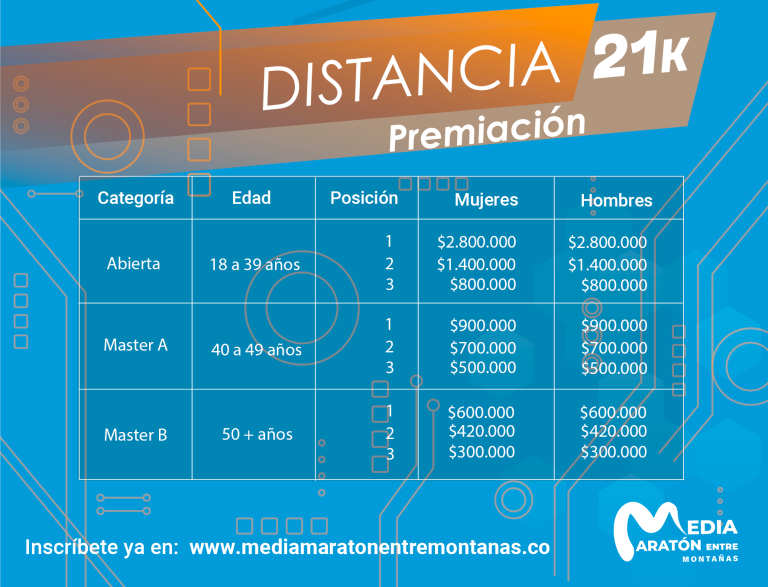 DISTANCIA 21K
Premiación
Categoría Edad Posición Mujeres Hombres
Abierta 18 a 39 años
1 $2.800.000 $2.800.000
2 $1.400.000 $1.400.000
3 $800.000 $800.000
Master A 40 a 49 años
1 $900.000 $900.000
2 $700.000 $700.000
3 $500.000 $500.000
Master B 50 + años
1 $600.000 $600.000
2 $420.000 $420.000
3 $300.000 $300.000
Inscríbete ya en: www.mediamaratonentremontanas.co
MEDIA
MARATÓN ENTRE
MONTAÑAS